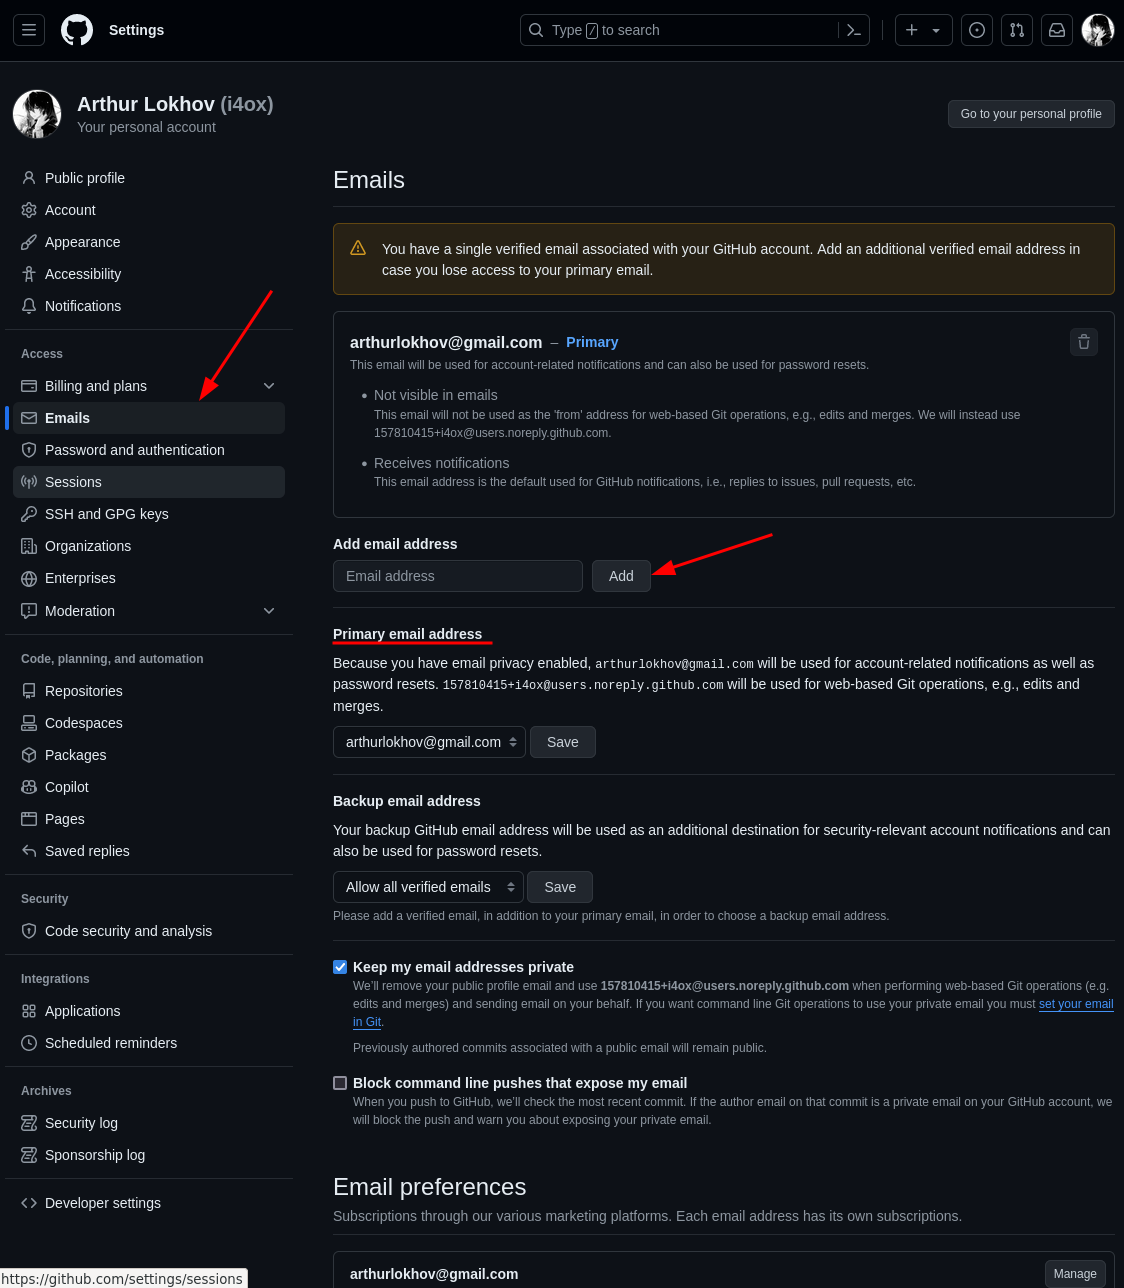 Settings
Type / to search
Arthur Lokhov (i4ox)
Your personal account
Go to your personal profile
Public profile
Account
Appearance
Accessibility
Notifications
Access
Billing and plans
Emails
Password and authentication
Sessions
SSH and GPG keys
Organizations
Enterprises
Moderation
Code, planning, and automation
Repositories
Codespaces
Packages
Copilot
Pages
Saved replies
Security
Code security and analysis
Integrations
Applications
Scheduled reminders
Archives
Security log
Sponsorship log
Developer settings
https://github.com/settings/sessions
Emails
You have a single verified email associated with your GitHub account. Add an additional verified email address in
case you lose access to your primary email.
arthurlokhov@gmail.com – Primary
This email will be used for account-related notifications and can also be used for password resets.
• Not visible in emails
This email will not be used as the 'from' address for web-based Git operations, e.g., edits and merges. We will instead use
157810415+i4ox@users.noreply.github.com.
• Receives notifications
This email address is the default used for GitHub notifications, i.e., replies to issues, pull requests, etc.
Add email address
Email address Add
Primary email address
Because you have email privacy enabled, arthurlokhov@gmail.com will be used for account-related notifications as well as
password resets. 157810415+i4ox@users.noreply.github.com will be used for web-based Git operations, e.g., edits and
merges.
arthurlokhov@gmail.com Save
Backup email address
Your backup GitHub email address will be used as an additional destination for security-relevant account notifications and can
also be used for password resets.
Allow all verified emails Save
Please add a verified email, in addition to your primary email, in order to choose a backup email address.
Keep my email addresses private
We'll remove your public profile email and use 157810415+i4ox@users.noreply.github.com when performing web-based Git operations (e.g.
edits and merges) and sending email on your behalf. If you want command line Git operations to use your private email you must set your email
in Git.
Previously authored commits associated with a public email will remain public.
Block command line pushes that expose my email
When you push to GitHub, we'll check the most recent commit. If the author email on that commit is a private email on your GitHub account, we
will block the push and warn you about exposing your private email.
Email preferences
Subscriptions through our various marketing platforms. Each email address has its own subscriptions.
arthurlokhov@gmail.com Manage